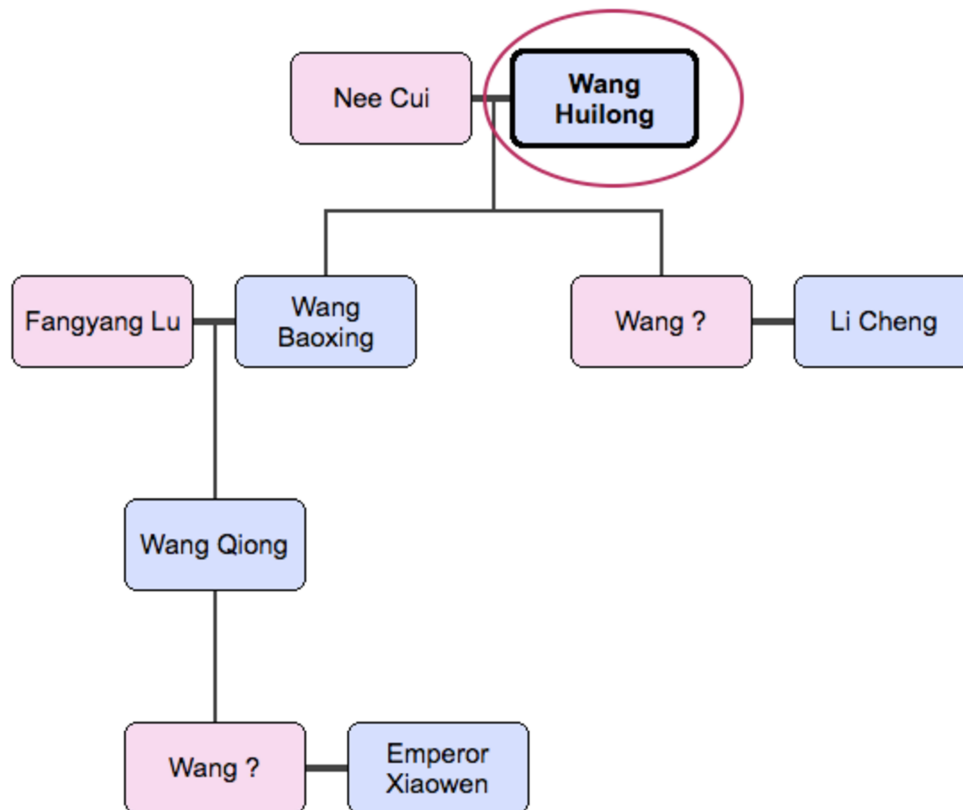 Nee Cui
Wang
Huilong
Fangyang Lu
Wang
Baoxing
Wang ?
Li Cheng
Wang Qiong
Wang ?
Emperor
Xiaowen